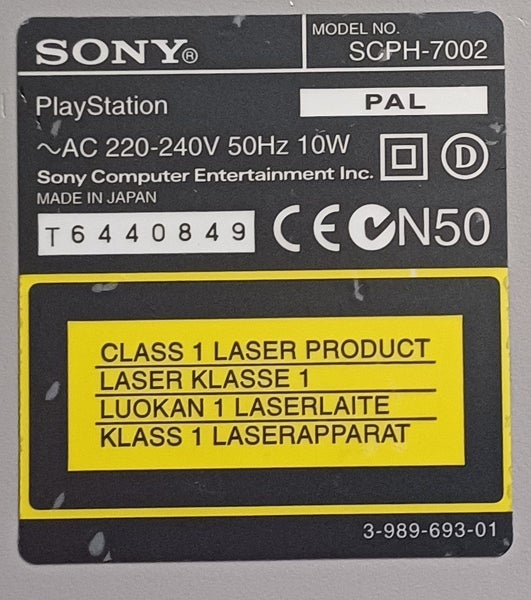 SONY®
MODEL NO.
SCPH-7002
PlayStation
PAL
~AC 220-240V 50Hz 10W
D
Sony Computer Entertainment Inc.
MADE IN JAPAN
T6440849
CE N50
CLASS 1 LASER PRODUCT
LASER KLASSE 1
LUOKAN 1 LASERLAITE
KLASS 1 LASERAPPARAT
3-989-693-01